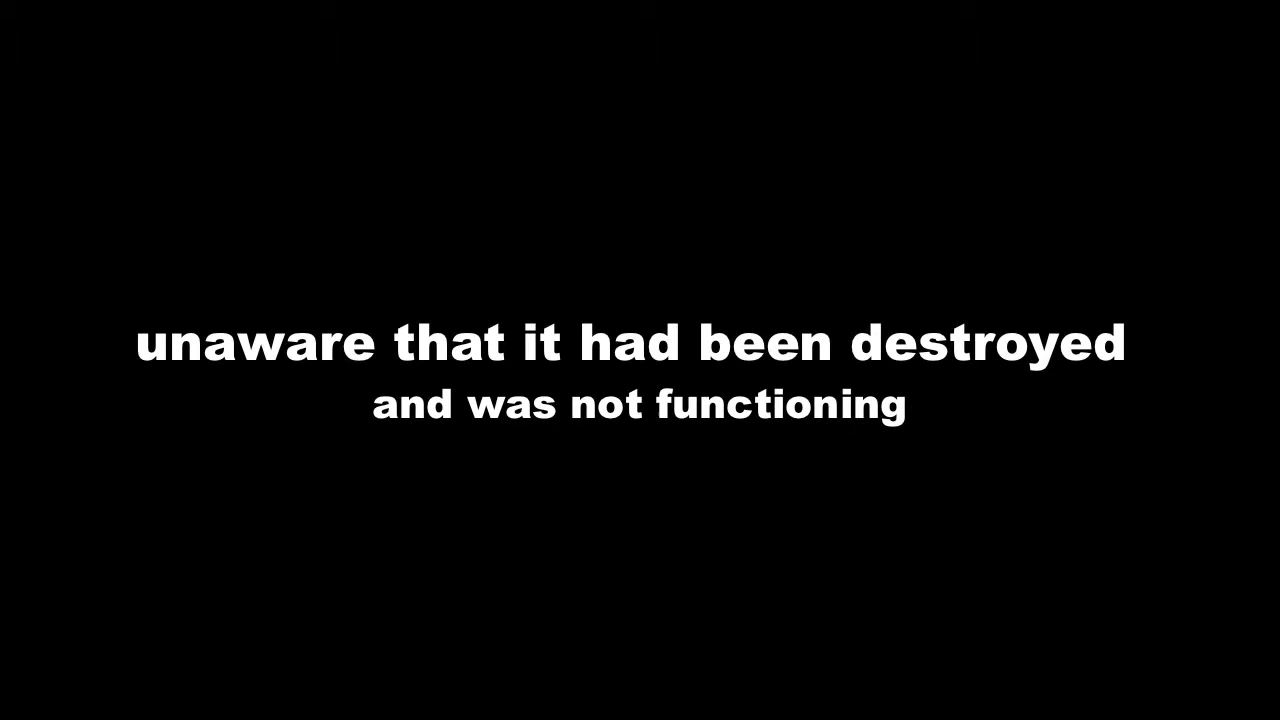 unaware that it had been destroyed
and was not functioning